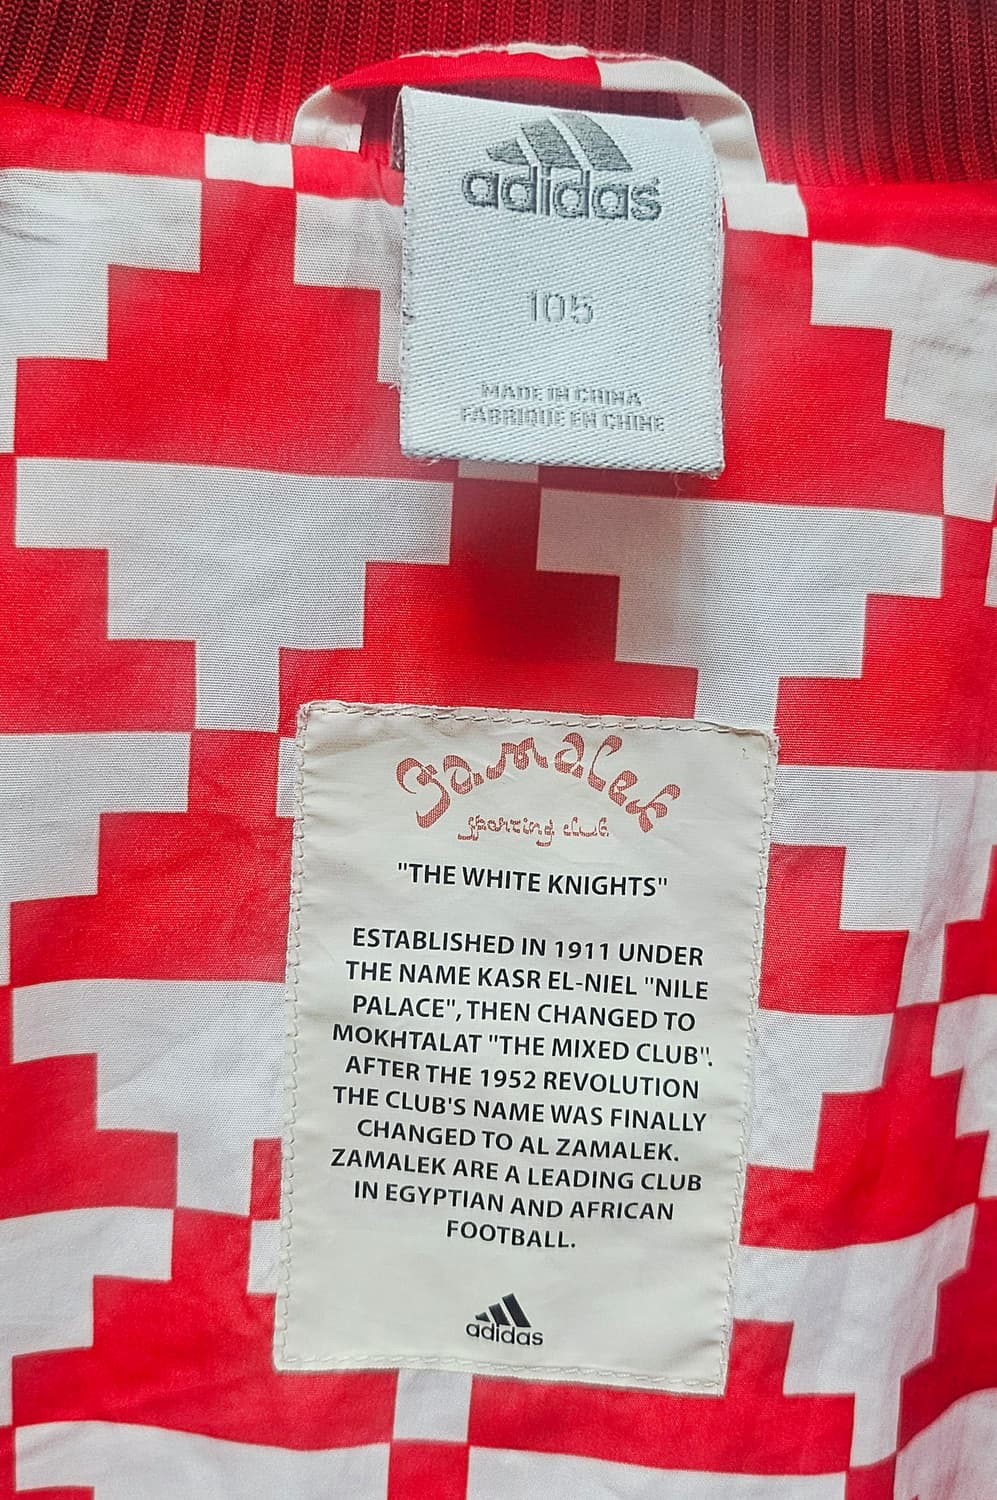 adidas
105
MADE IN CHINA
FABRIQUE EN CHINE
Zamalek
sporting club
"THE WHITE KNIGHTS"
ESTABLISHED IN 1911 UNDER
THE NAME KASR EL-NIEL "NILE
PALACE", THEN CHANGED TO
MOKHTALAT "THE MIXED CLUB".
AFTER THE 1952 REVOLUTION
THE CLUB'S NAME WAS FINALLY
CHANGED TO AL ZAMALEK.
ZAMALEK ARE A LEADING CLUB
IN EGYPTIAN AND AFRICAN
FOOTBALL.
adidas